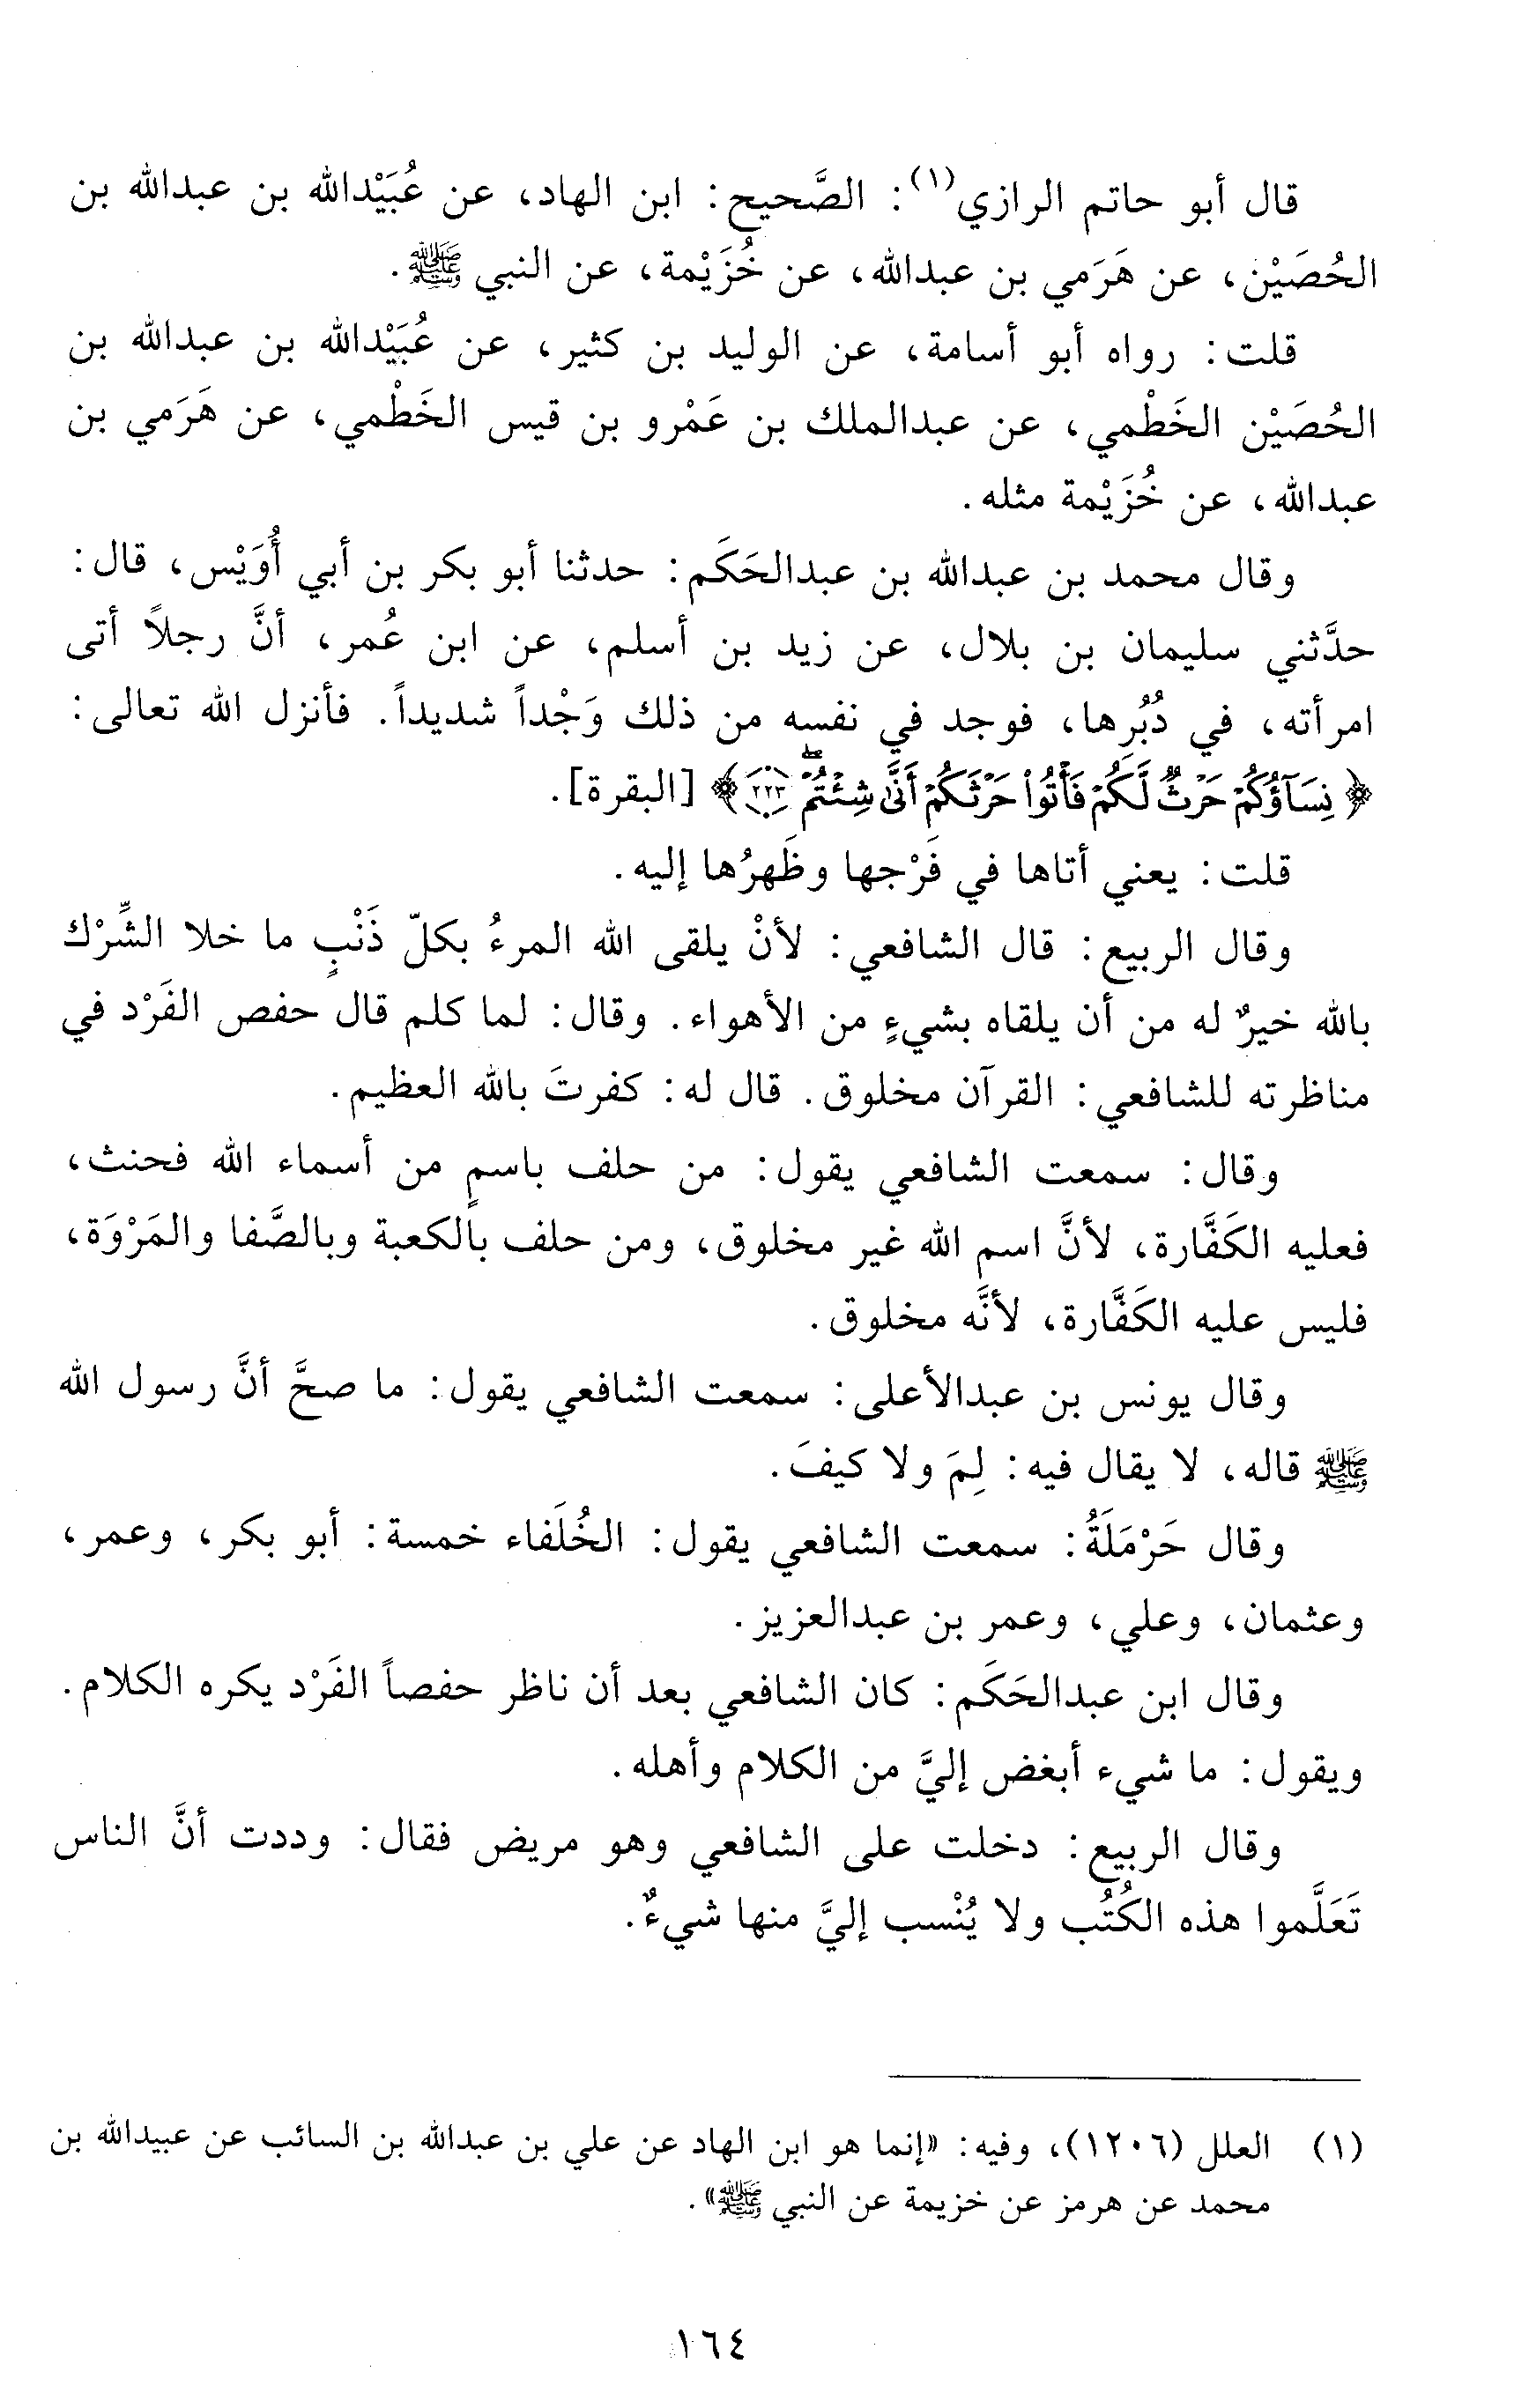 قال أبو حاتم الرازي(١): الصَّحيح: ابن الهاد، عن عُبَيْدالله بن عبدالله بن
الحُصَيْن، عن هَرَمي بن عبدالله، عن خُزَيْمة، عن النبي ﷺ.
قلت: رواه أبو أسامة، عن الوليد بن كثير، عن عُبَيْدالله بن عبدالله بن
الحُصَيْن الخَطْمي، عن عبدالملك بن عَمْرو بن قيس الخَطْمي، عن هَرَمي بن
عبدالله، عن خُزَيْمة مثله.
وقال محمد بن عبدالله بن عبدالحَكَم: حدثنا أبو بكر بن أبي أُوَيْس، قال:
حدَّثني سليمان بن بلال، عن زيد بن أسلم، عن ابن عُمر، أنَّ رجلاً أتى
امرأته، في دُبُرِها، فوجد في نفسه من ذلك وَجْداً شديداً. فأنزل الله تعالى:
﴿نِسَآؤُكُمْ حَرْثٌ لَّكُمْ فَأْتُوا۟ حَرْثَكُمْ أَنَّىٰ شِئْتُمْ ۖ ٢٢٣﴾ [البقرة].
قلت: يعني أتاها في فَرْجها وظَهرُها إليه.
وقال الربيع: قال الشافعي: لأنْ يلقى الله المرءُ بكلّ ذَنْبٍ ما خلا الشِّرْك
بالله خيرٌ له من أن يلقاه بشيءٍ من الأهواء. وقال: لما كلم قال حفص الفَرْد في
مناظرته للشافعي: القرآن مخلوق. قال له: كفرتَ بالله العظيم.
وقال: سمعت الشافعي يقول: من حلف باسمٍ من أسماء الله فحنث،
فعليه الكَفَّارة، لأنَّ اسم الله غير مخلوق، ومن حلف بالكعبة وبالصَّفا والمَرْوَة،
فليس عليه الكَفَّارة، لأنَّه مخلوق.
وقال يونس بن عبدالأعلى: سمعت الشافعي يقول: ما صحَّ أنَّ رسول الله
ﷺ قاله، لا يقال فيه: لِمَ ولا كيفَ.
وقال حَرْمَلَةُ: سمعت الشافعي يقول: الخُلَفاء خمسة: أبو بكر، وعمر،
وعثمان، وعلي، وعمر بن عبدالعزيز.
وقال ابن عبدالحَكَم: كان الشافعي بعد أن ناظر حفصاً الفَرْد يكره الكلام.
ويقول: ما شيء أبغض إليَّ من الكلام وأهله.
وقال الربيع: دخلت على الشافعي وهو مريض فقال: وددت أنَّ الناس
تَعَلَّموا هذه الكُتُب ولا يُنْسب إليَّ منها شيءٌ.
(١) العلل (١٢٠٦)، وفيه: «إنما هو ابن الهاد عن علي بن عبدالله بن السائب عن عبيدالله بن
محمد عن هرمز عن خزيمة عن النبي ﷺ».
١٦٤